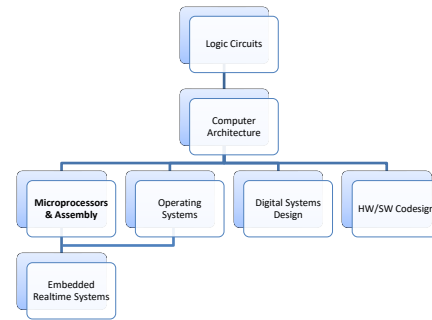 Logic Circuits
Computer
Architecture
Microprocessors
& Assembly
Operating
Systems
Digital Systems
Design
HW/SW Codesign
Embedded
Realtime Systems